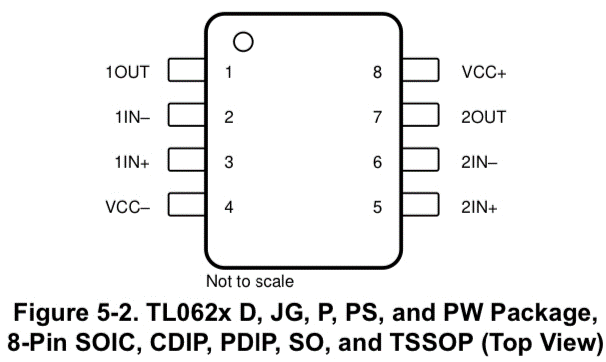 1OUT 1 8 VCC+
1IN– 2 7 2OUT
1IN+ 3 6 2IN–
VCC– 4 5 2IN+
Not to scale
Figure 5-2. TL062x D, JG, P, PS, and PW Package,
8-Pin SOIC, CDIP, PDIP, SO, and TSSOP (Top View)